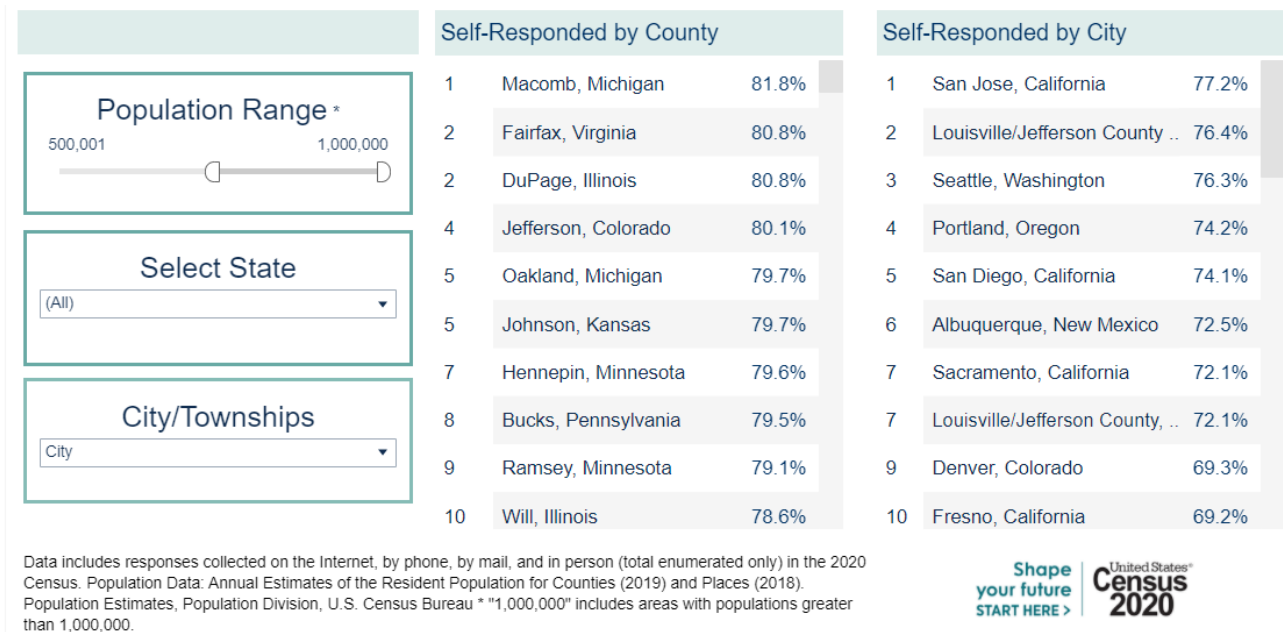 Population Range *
500,001 1,000,000
Select State
(All)
City/Townships
City
Self-Responded by County
1 Macomb, Michigan 81.8%
2 Fairfax, Virginia 80.8%
2 DuPage, Illinois 80.8%
4 Jefferson, Colorado 80.1%
5 Oakland, Michigan 79.7%
5 Johnson, Kansas 79.7%
7 Hennepin, Minnesota 79.6%
8 Bucks, Pennsylvania 79.5%
9 Ramsey, Minnesota 79.1%
10 Will, Illinois 78.6%
Self-Responded by City
1 San Jose, California 77.2%
2 Louisville/Jefferson County .. 76.4%
3 Seattle, Washington 76.3%
4 Portland, Oregon 74.2%
5 San Diego, California 74.1%
6 Albuquerque, New Mexico 72.5%
7 Sacramento, California 72.1%
7 Louisville/Jefferson County, .. 72.1%
9 Denver, Colorado 69.3%
10 Fresno, California 69.2%
Data includes responses collected on the Internet, by phone, by mail, and in person (total enumerated only) in the 2020
Census. Population Data: Annual Estimates of the Resident Population for Counties (2019) and Places (2018).
Population Estimates, Population Division, U.S. Census Bureau * "1,000,000" includes areas with populations greater
than 1,000,000.
Shape
your future
START HERE >
United States®
Census
2020